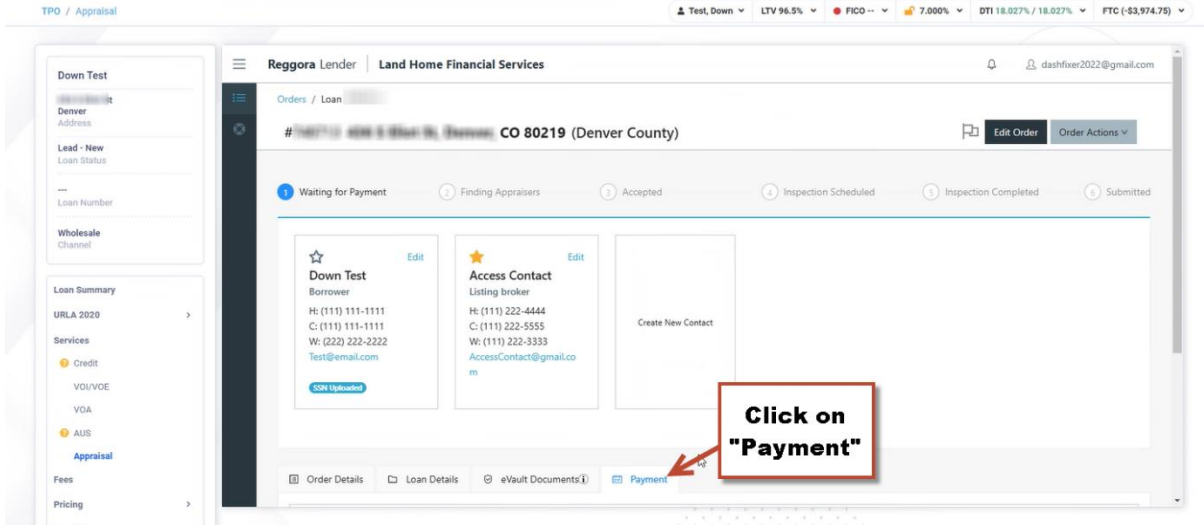 TPO / Appraisal
Test, Down LTV 96.5% FICO -- 7.000% DTI 18.027% / 18.027% FTC (-$3,974.75)
Down Test
Denver
Address
Lead - New
Loan Status
---
Loan Number
Wholesale
Channel
Loan Summary
URLA 2020
Services
Credit
VOI/VOE
VOA
AUS
Appraisal
Fees
Pricing
Reggora Lender | Land Home Financial Services
dashfixer2022@gmail.com
Orders / Loan
# CO 80219 (Denver County)
Edit Order
Order Actions
1 Waiting for Payment
2 Finding Appraisers
3 Accepted
4 Inspection Scheduled
5 Inspection Completed
6 Submitted
Edit
Down Test
Borrower
H: (111) 111-1111
C: (111) 111-1111
W: (222) 222-2222
Test@email.com
SSN Uploaded
Edit
Access Contact
Listing broker
H: (111) 222-4444
C: (111) 222-5555
W: (111) 222-3333
AccessContact@gmail.co
m
Create New Contact
Click on
"Payment"
Order Details
Loan Details
eVault Documents
Payment